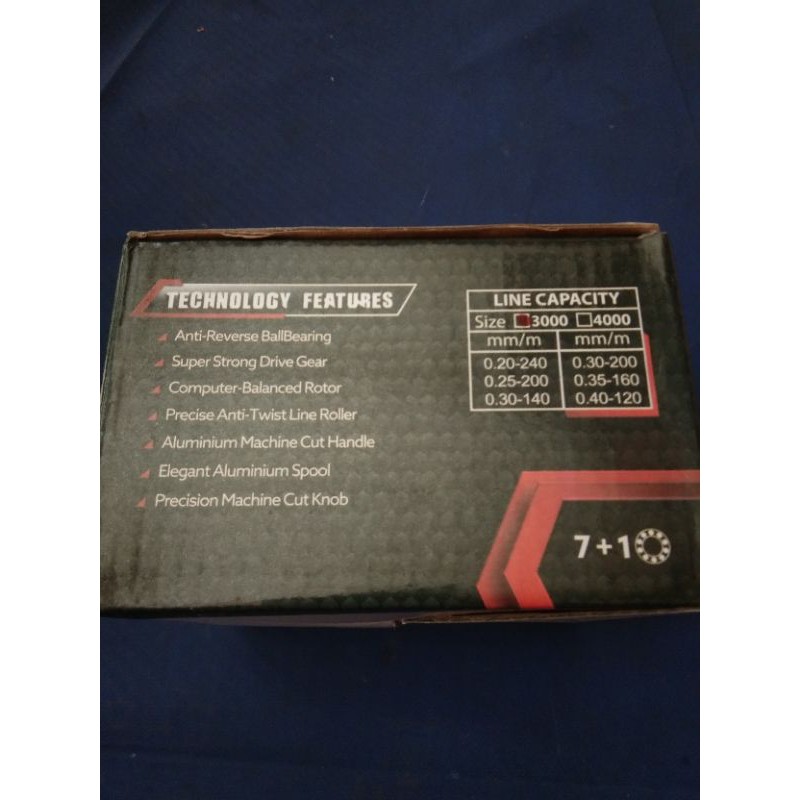 TECHNOLOGY FEATURES
Anti-Reverse BallBearing
Super Strong Drive Gear
Computer-Balanced Rotor
Precise Anti-Twist Line Roller
Aluminium Machine Cut Handle
Elegant Aluminium Spool
Precision Machine Cut Knob
LINE CAPACITY
Size 3000 4000
mm/m mm/m
0.20-240 0.30-200
0.25-200 0.35-160
0.30-140 0.40-120
7+1